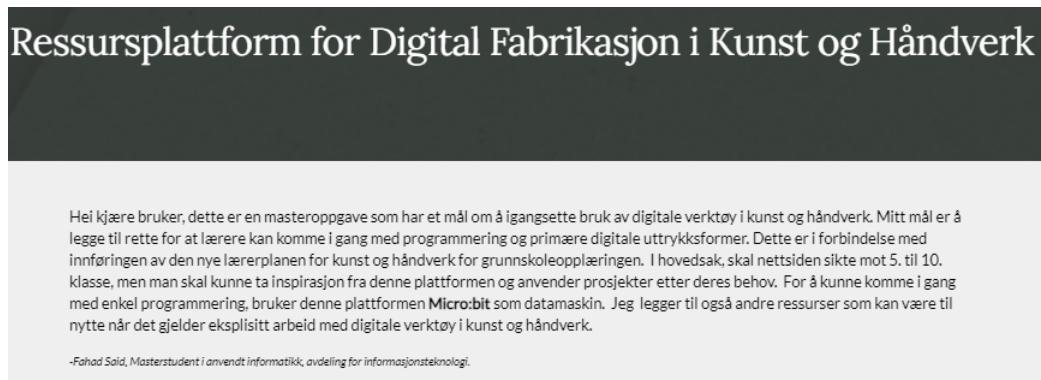 Ressursplattform for Digital Fabrikasjon i Kunst og Håndverk
Hei kjære bruker, dette er en masteroppgave som har et mål om å igangsette bruk av digitale verktøy i kunst og håndverk. Mitt mål er å
legge til rette for at lærere kan komme i gang med programmering og primære digitale uttrykksformer. Dette er i forbindelse med
innføringen av den nye lærerplanen for kunst og håndverk for grunnskoleopplæringen. I hovedsak, skal nettsiden sikte mot 5. til 10.
klasse, men man skal kunne ta inspirasjon fra denne plattformen og anvender prosjekter etter deres behov. For å kunne komme i gang
med enkel programmering, bruker denne plattformen Micro:bit som datamaskin. Jeg legger til også andre ressurser som kan være til
nytte når det gjelder eksplisitt arbeid med digitale verktøy i kunst og håndverk.
-Fahad Said, Masterstudent i anvendt informatikk, avdeling for informasjonsteknologi.